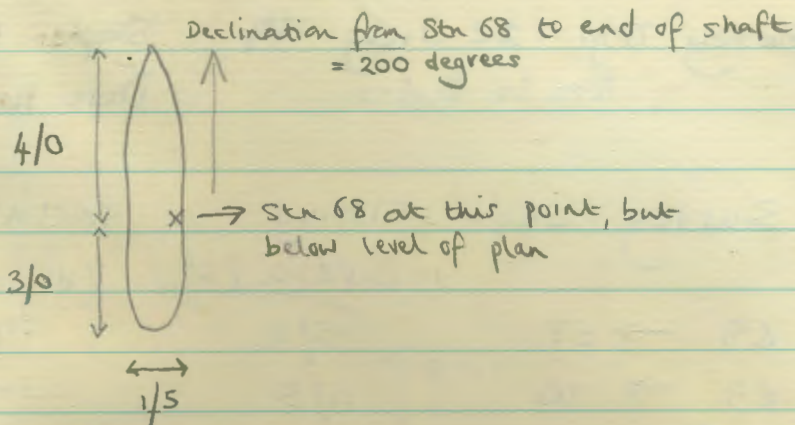 Declination from Stn 68 to end of shaft
= 200 degrees
4/0
x → Stn 68 at this point, but
below level of plan
3/0
1/5